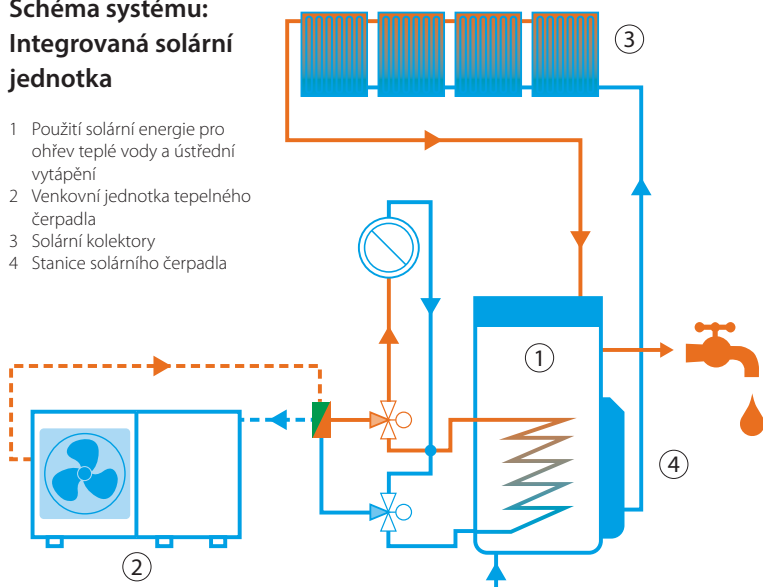 Schéma systému:
Integrovaná solární
jednotka
1 Použití solární energie pro
ohřev teplé vody a ústřední
vytápění
2 Venkovní jednotka tepelného
čerpadla
3 Solární kolektory
4 Stanice solárního čerpadla
3
1
4
2